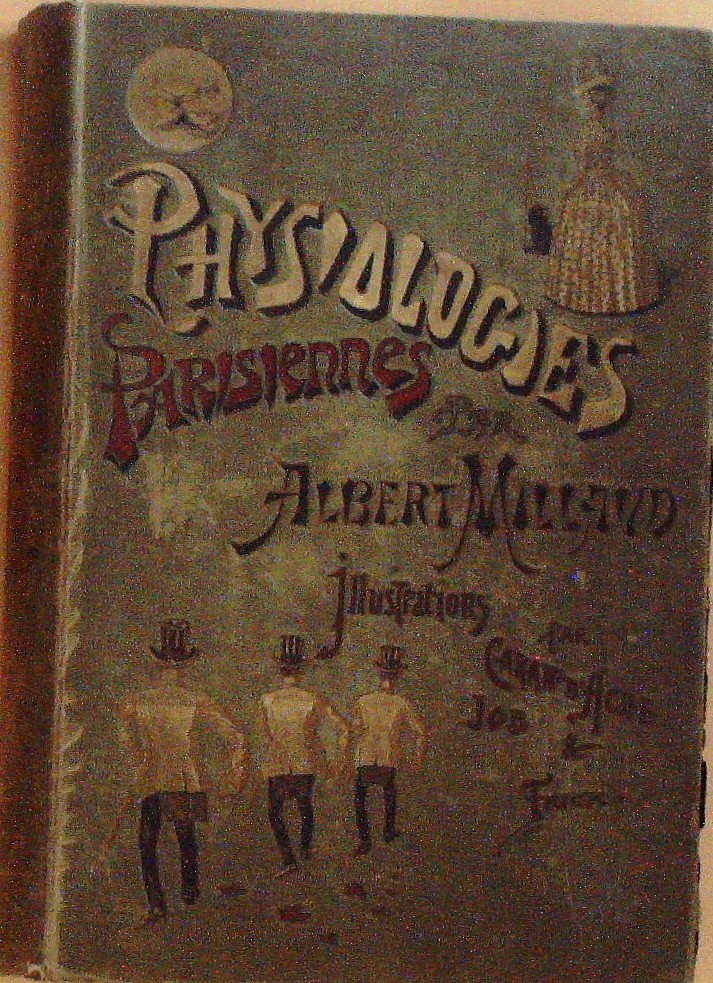 PHYSIOLOGIES
PARISIENNES
PAR
ALBERT MILLAUD
Illustrations
PAR
CARAN D'ACHE
JOB
&